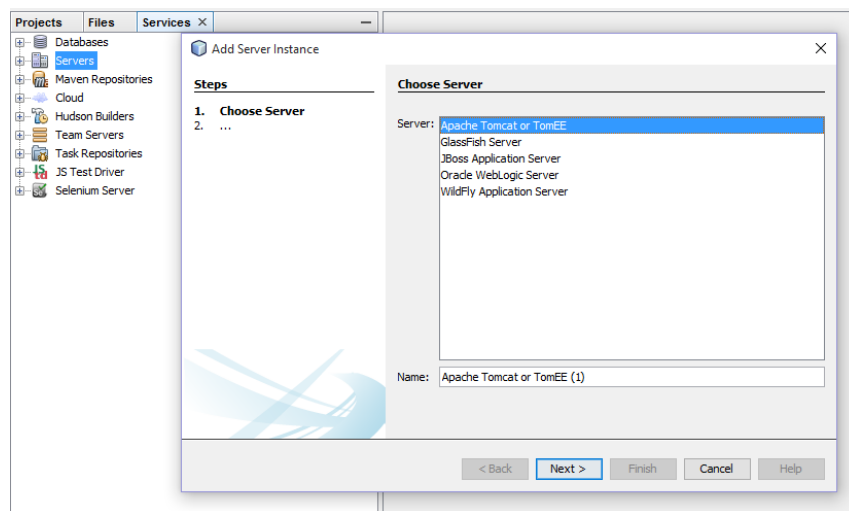 Projects Files Services ×
Databases
Servers
Maven Repositories
Cloud
Hudson Builders
Team Servers
Task Repositories
JS Test Driver
Selenium Server
Add Server Instance
Steps
1. Choose Server
2. ...
Choose Server
Server:
Apache Tomcat or TomEE
GlassFish Server
JBoss Application Server
Oracle WebLogic Server
WildFly Application Server
Name: Apache Tomcat or TomEE (1)
< Back Next > Finish Cancel Help